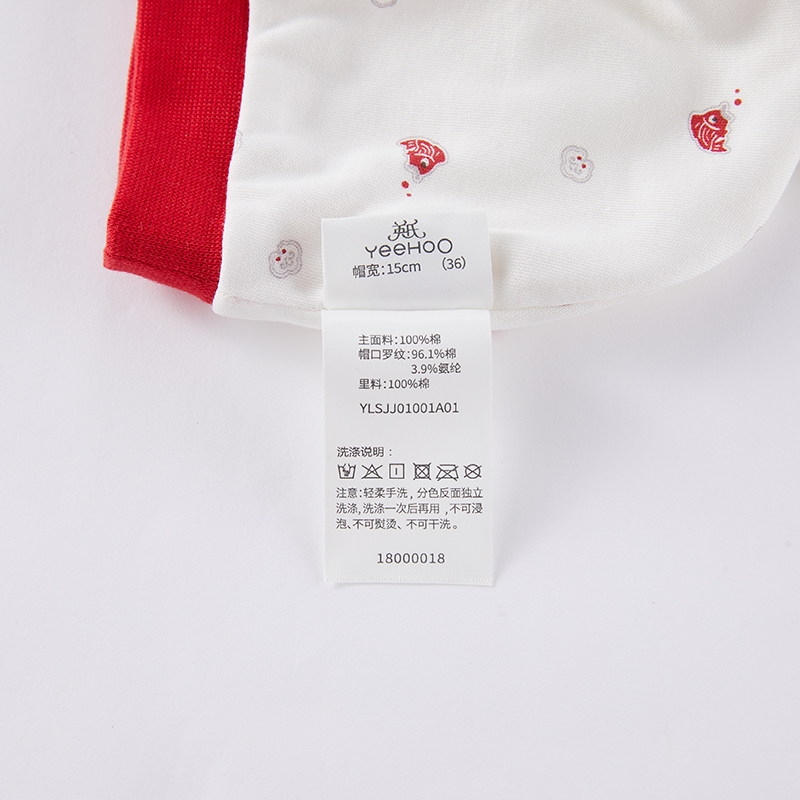 英氏
YeeHoO
帽宽:15cm (36)
主面料:100%棉
帽口罗纹:96.1%棉
3.9%氨纶
里料:100%棉
YLSJJ01001A01
洗涤说明:
注意:轻柔手洗,分色反面独立
洗涤,洗涤一次后再用,不可浸
泡、不可熨烫、不可干洗。
18000018